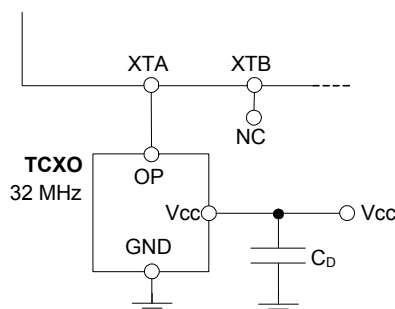 XTA
XTB
NC
TCXO
32 MHz
OP
Vcc
Vcc
GND
CD